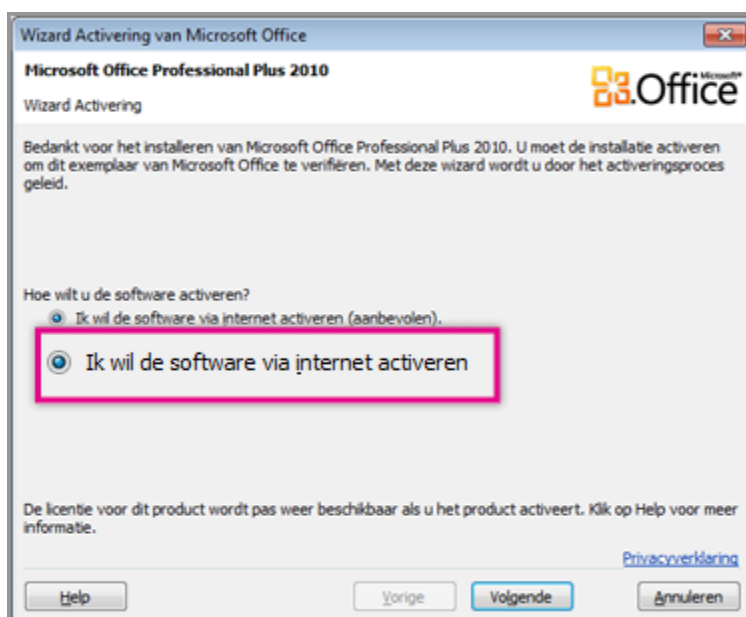 Wizard Activering van Microsoft Office
Microsoft Office Professional Plus 2010
Microsoft
Office
Wizard Activering
Bedankt voor het installeren van Microsoft Office Professional Plus 2010. U moet de installatie activeren
om dit exemplaar van Microsoft Office te verifiëren. Met deze wizard wordt u door het activeringsproces
geleid.
Hoe wilt u de software activeren?
Ik wil de software via internet activeren (aanbevolen).
Ik wil de software via internet activeren
De licentie voor dit product wordt pas weer beschikbaar als u het product activeert. Klik op Help voor meer
informatie.
Privacyverklaring
Help
Vorige
Volgende
Annuleren